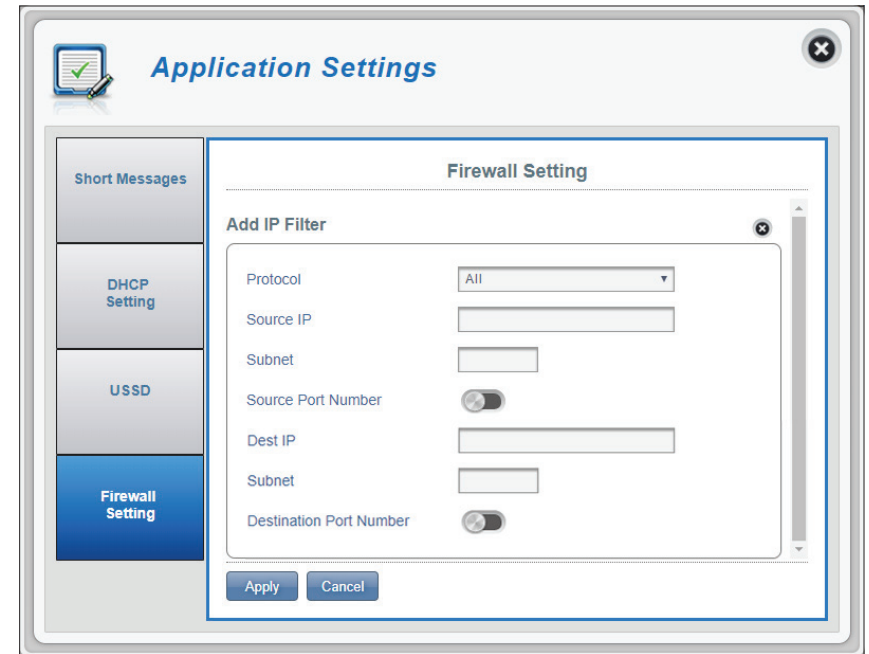 Application Settings
Short Messages
DHCP
Setting
USSD
Firewall
Setting
Firewall Setting
Add IP Filter
Protocol
All
Source IP
Subnet
Source Port Number
Dest IP
Subnet
Destination Port Number
Apply
Cancel